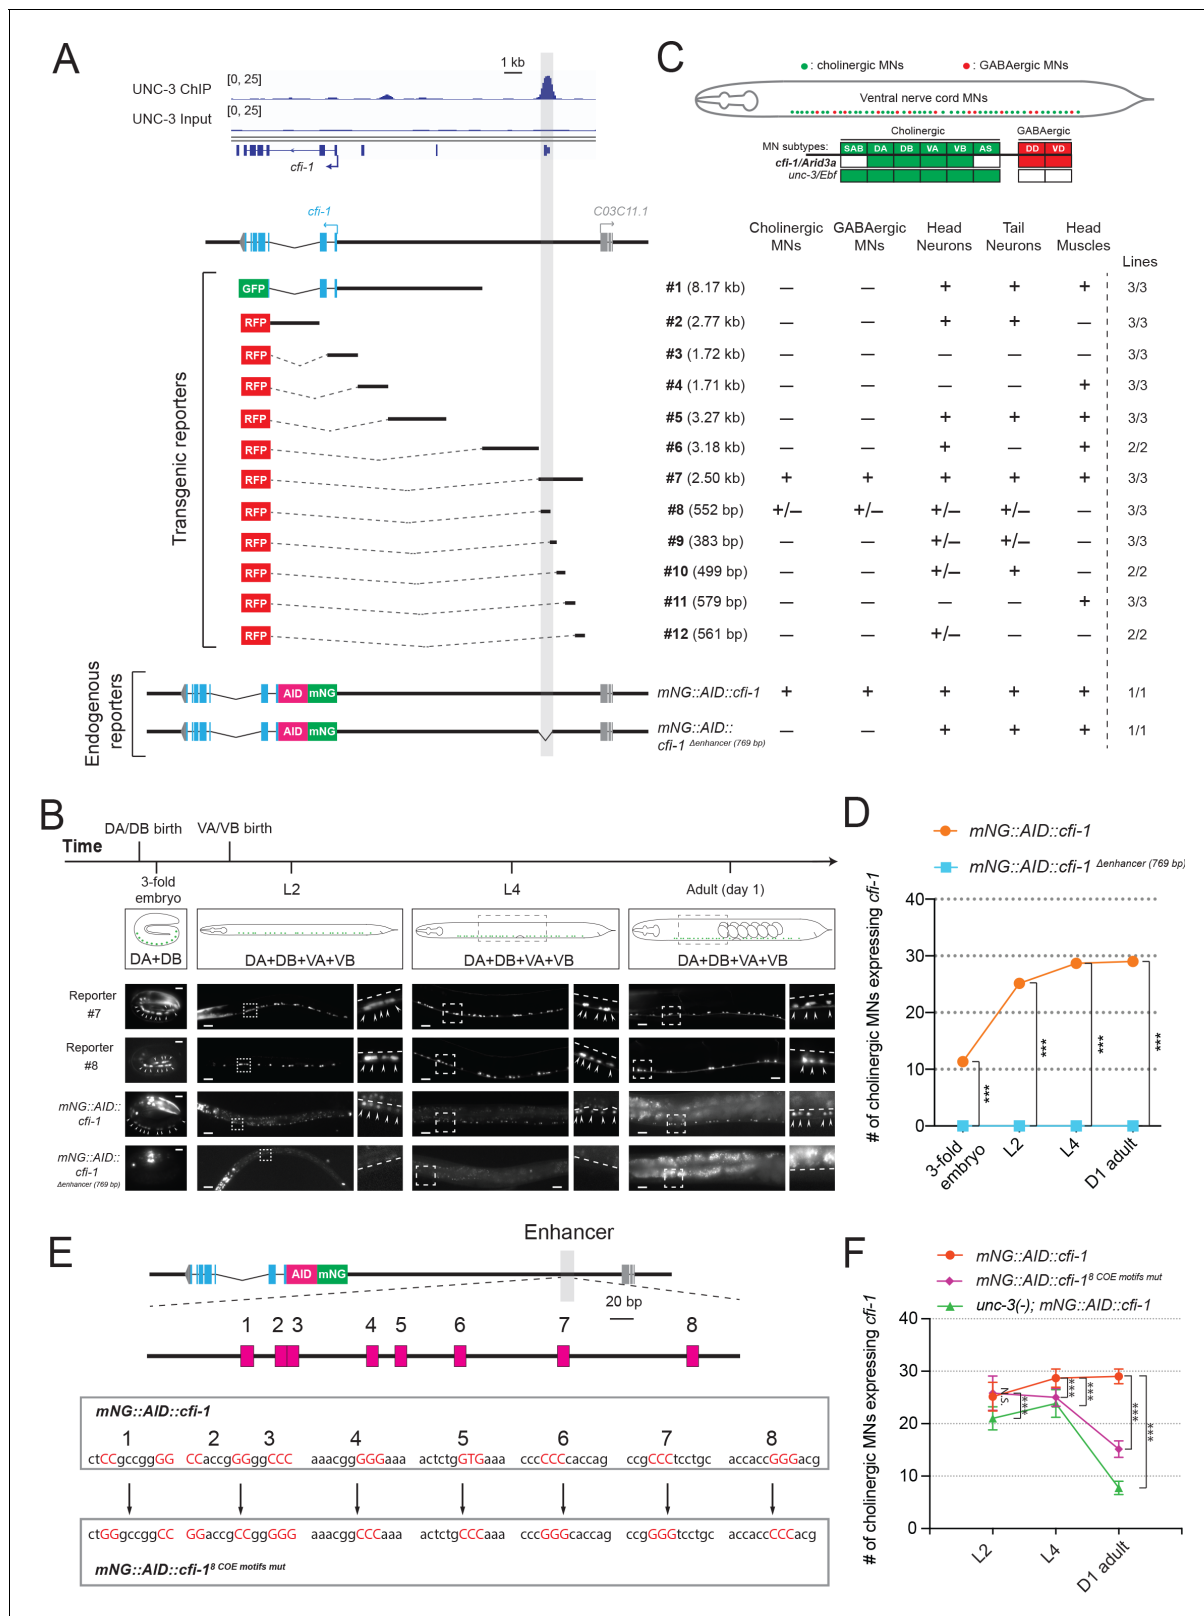 A
1 kb
[0, 25]
UNC-3 ChIP
[0, 25]
UNC-3 Input
cfi-1
cfi-1
C03C11.1
Transgenic reporters
GFP
RFP
RFP
RFP
RFP
RFP
RFP
RFP
RFP
RFP
RFP
RFP
Endogenous reporters
AID mNG
AID mNG
C
: cholinergic MNs
: GABAergic MNs
Ventral nerve cord MNs
Cholinergic GABAergic
MN subtypes: SAB DA DB VA VB AS DD VD
cfi-1/Arid3a
unc-3/Ebf
Cholinergic MNs GABAergic MNs Head Neurons Tail Neurons Head Muscles Lines
#1 (8.17 kb) — — + + + 3/3
#2 (2.77 kb) — — + + — 3/3
#3 (1.72 kb) — — — — — 3/3
#4 (1.71 kb) — — — — + 3/3
#5 (3.27 kb) — — + + + 3/3
#6 (3.18 kb) — — + — + 2/2
#7 (2.50 kb) + + + + + 3/3
#8 (552 bp) +/— +/— +/— +/— — 3/3
#9 (383 bp) — — +/— +/— — 3/3
#10 (499 bp) — — +/— + — 2/2
#11 (579 bp) — — — — + 3/3
#12 (561 bp) — — +/— — — 2/2
mNG::AID::cfi-1 + + + + + 1/1
mNG::AID::
cfi-1 Δenhancer (769 bp) — — + + + 1/1
B
DA/DB birth VA/VB birth
Time
3-fold embryo L2 L4 Adult (day 1)
DA+DB DA+DB+VA+VB DA+DB+VA+VB DA+DB+VA+VB
Reporter
#7
Reporter
#8
mNG::AID::
cfi-1
mNG::AID::
cfi-1
Δenhancer (769 bp)
D
mNG::AID::cfi-1
mNG::AID::cfi-1 Δenhancer (769 bp)
# of cholinergic MNs expressing cfi-1
40
30
20
10
0
***
***
***
***
3-fold embryo
L2
L4
D1 adult
E
Enhancer
AID mNG
20 bp
1 2 3 4 5 6 7 8
mNG::AID::cfi-1
1 2 3 4 5 6 7 8
ctCCgccggGG CCaccgGGggCCC aaacggGGGaaa actctgGTGaaa cccCCCcaccag ccgCCCtcctgc accaccGGGacg
ctGGgccggCC GGaccgCCggGGG aaacggCCCaaa actctgCCCaaa cccGGGcaccag ccgGGGtcctgc accaccCCCacg
mNG::AID::cfi-1 8 COE motifs mut
F
mNG::AID::cfi-1
mNG::AID::cfi-1 8 COE motifs mut
unc-3(-); mNG::AID::cfi-1
# of cholinergic MNs expressing cfi-1
40
30
20
10
0
N.S.
***
***
***
***
***
L2
L4
D1 adult